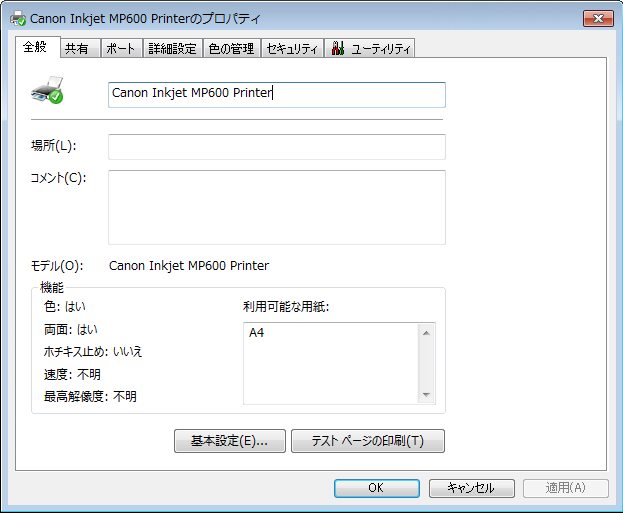 Canon Inkjet MP600 Printerのプロパティ
全般 共有 ポート 詳細設定 色の管理 セキュリティ ユーティリティ
Canon Inkjet MP600 Printer
場所(L):
コメント(C):
モデル(O): Canon Inkjet MP600 Printer
機能
色: はい 利用可能な用紙:
両面: はい A4
ホチキス止め: いいえ
速度: 不明
最高解像度: 不明
基本設定(E)... テスト ページの印刷(T)
OK キャンセル 適用(A)